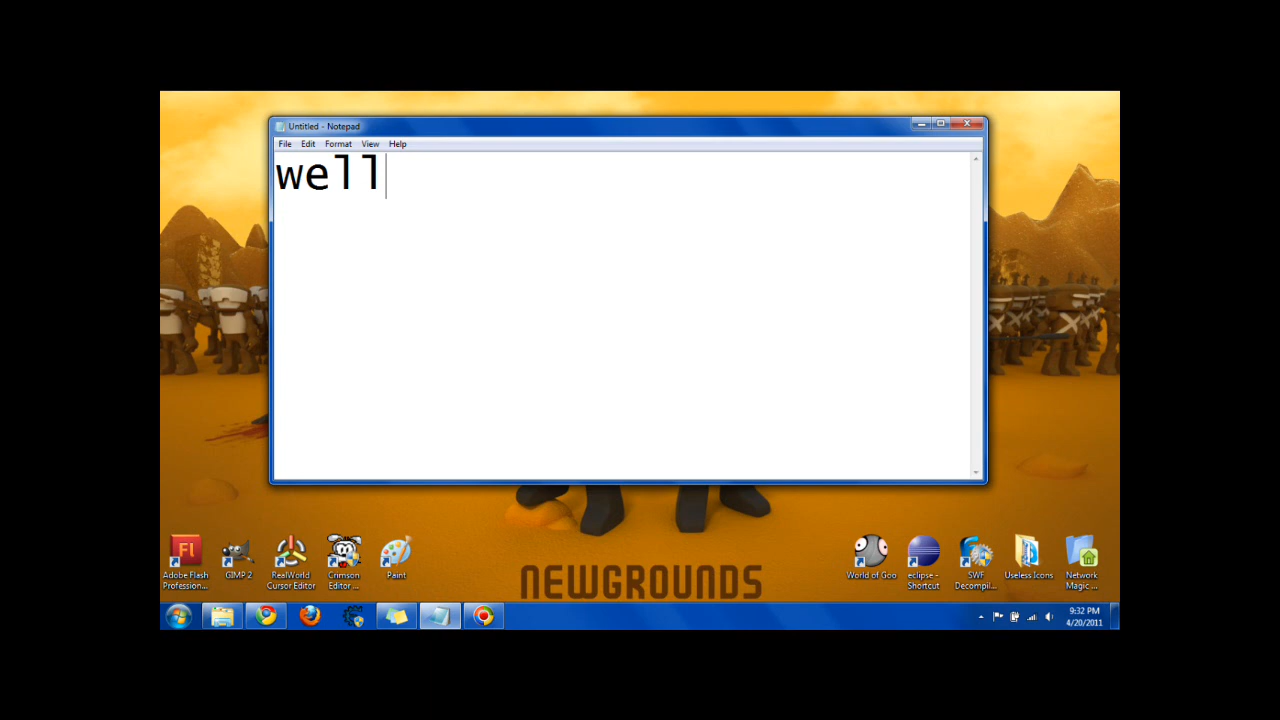 Untitled - Notepad
File Edit Format View Help
well
Adobe Flash
Profession...
GIMP 2
RealWorld
Cursor Editor
Crimson
Editor ...
Paint
NEWGROUNDS
World of Goo
eclipse -
Shortcut
SWF
Decompil...
Useless Icons
Network
Magic ...
9:32 PM
4/20/2011